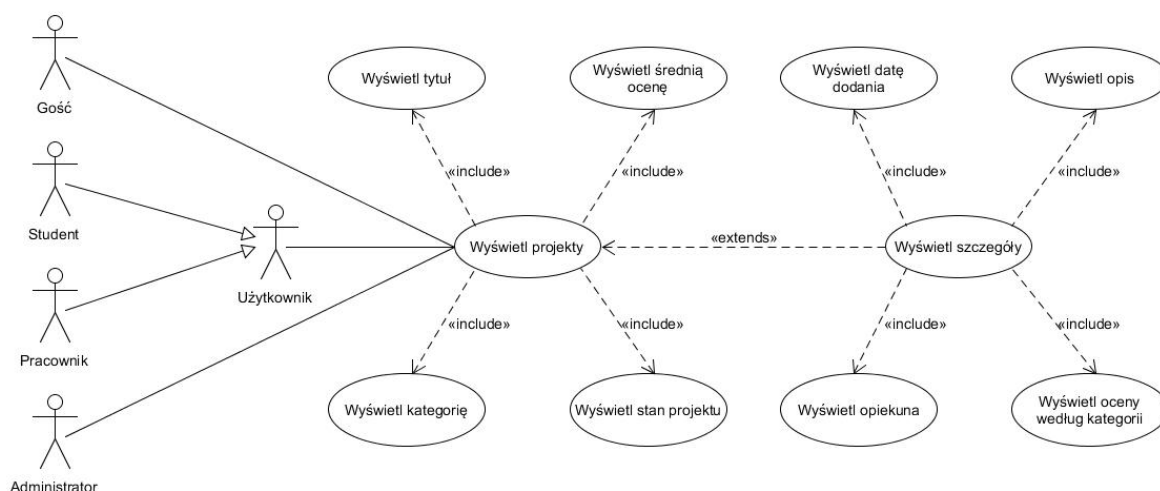 Gość
Student
Użytkownik
Pracownik
Administrator
Wyświetl tytuł
Wyświetl średnią
ocenę
Wyświetl datę
dodania
Wyświetl opis
«include»
«include»
«include»
«include»
Wyświetl projekty
«extends»
Wyświetl szczegóły
«include»
«include»
«include»
«include»
Wyświetl kategorię
Wyświetl stan projektu
Wyświetl opiekuna
Wyświetl oceny
według kategorii